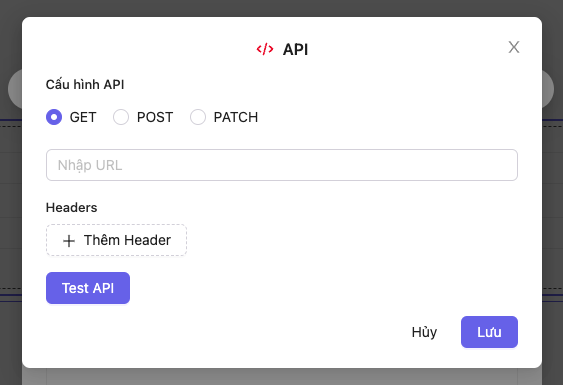 </> API
Cấu hình API
GET POST PATCH
Nhập URL
Headers
+ Thêm Header
Test API
Hủy Lưu